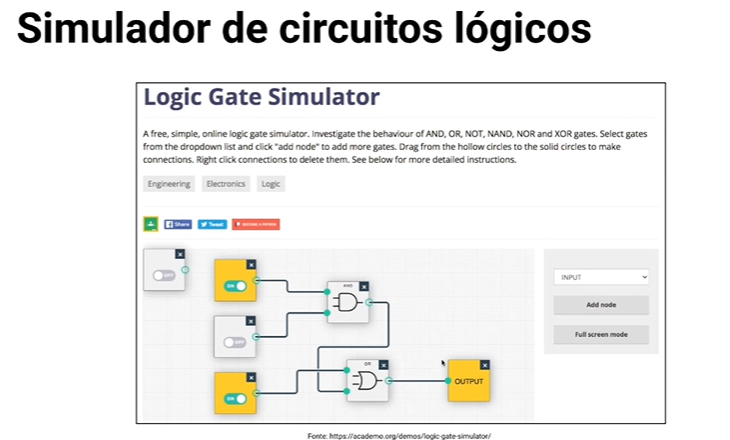 Simulador de circuitos lógicos
Logic Gate Simulator
A free, simple, online logic gate simulator. Investigate the behaviour of AND, OR, NOT, NAND, NOR and XOR gates. Select gates
from the dropdown list and click "add node" to add more gates. Drag from the hollow circles to the solid circles to make
connections. Right click connections to delete them. See below for more detailed instructions.
Engineering Electronics Logic
Share Tweet BECOME A PATRON
OFF ON AND INPUT
Add node
OFF Full screen mode
OR
ON OUTPUT
Fonte: https://academo.org/demos/logic-gate-simulator/